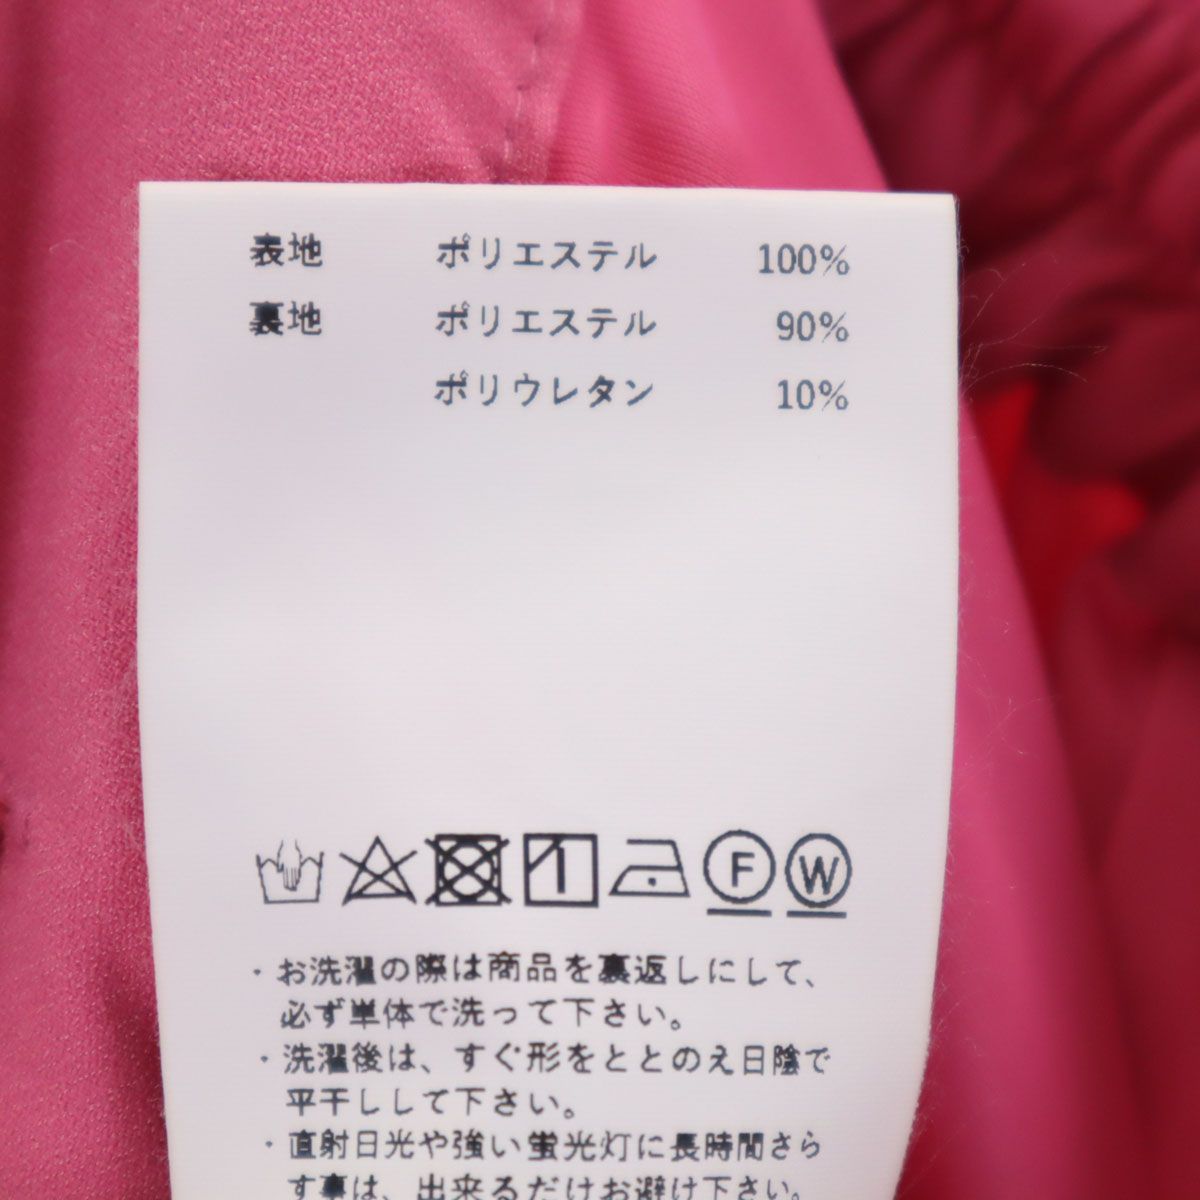 表地 ポリエステル 100%
裏地 ポリエステル 90%
ポリウレタン 10%
F W
・お洗濯の際は商品を裏返しにして、
必ず単体で洗って下さい。
・洗濯後は、すぐ形をととのえ日陰で
平干しして下さい。
・直射日光や強い蛍光灯に長時間さら
す事は、出来るだけお避け下さい。